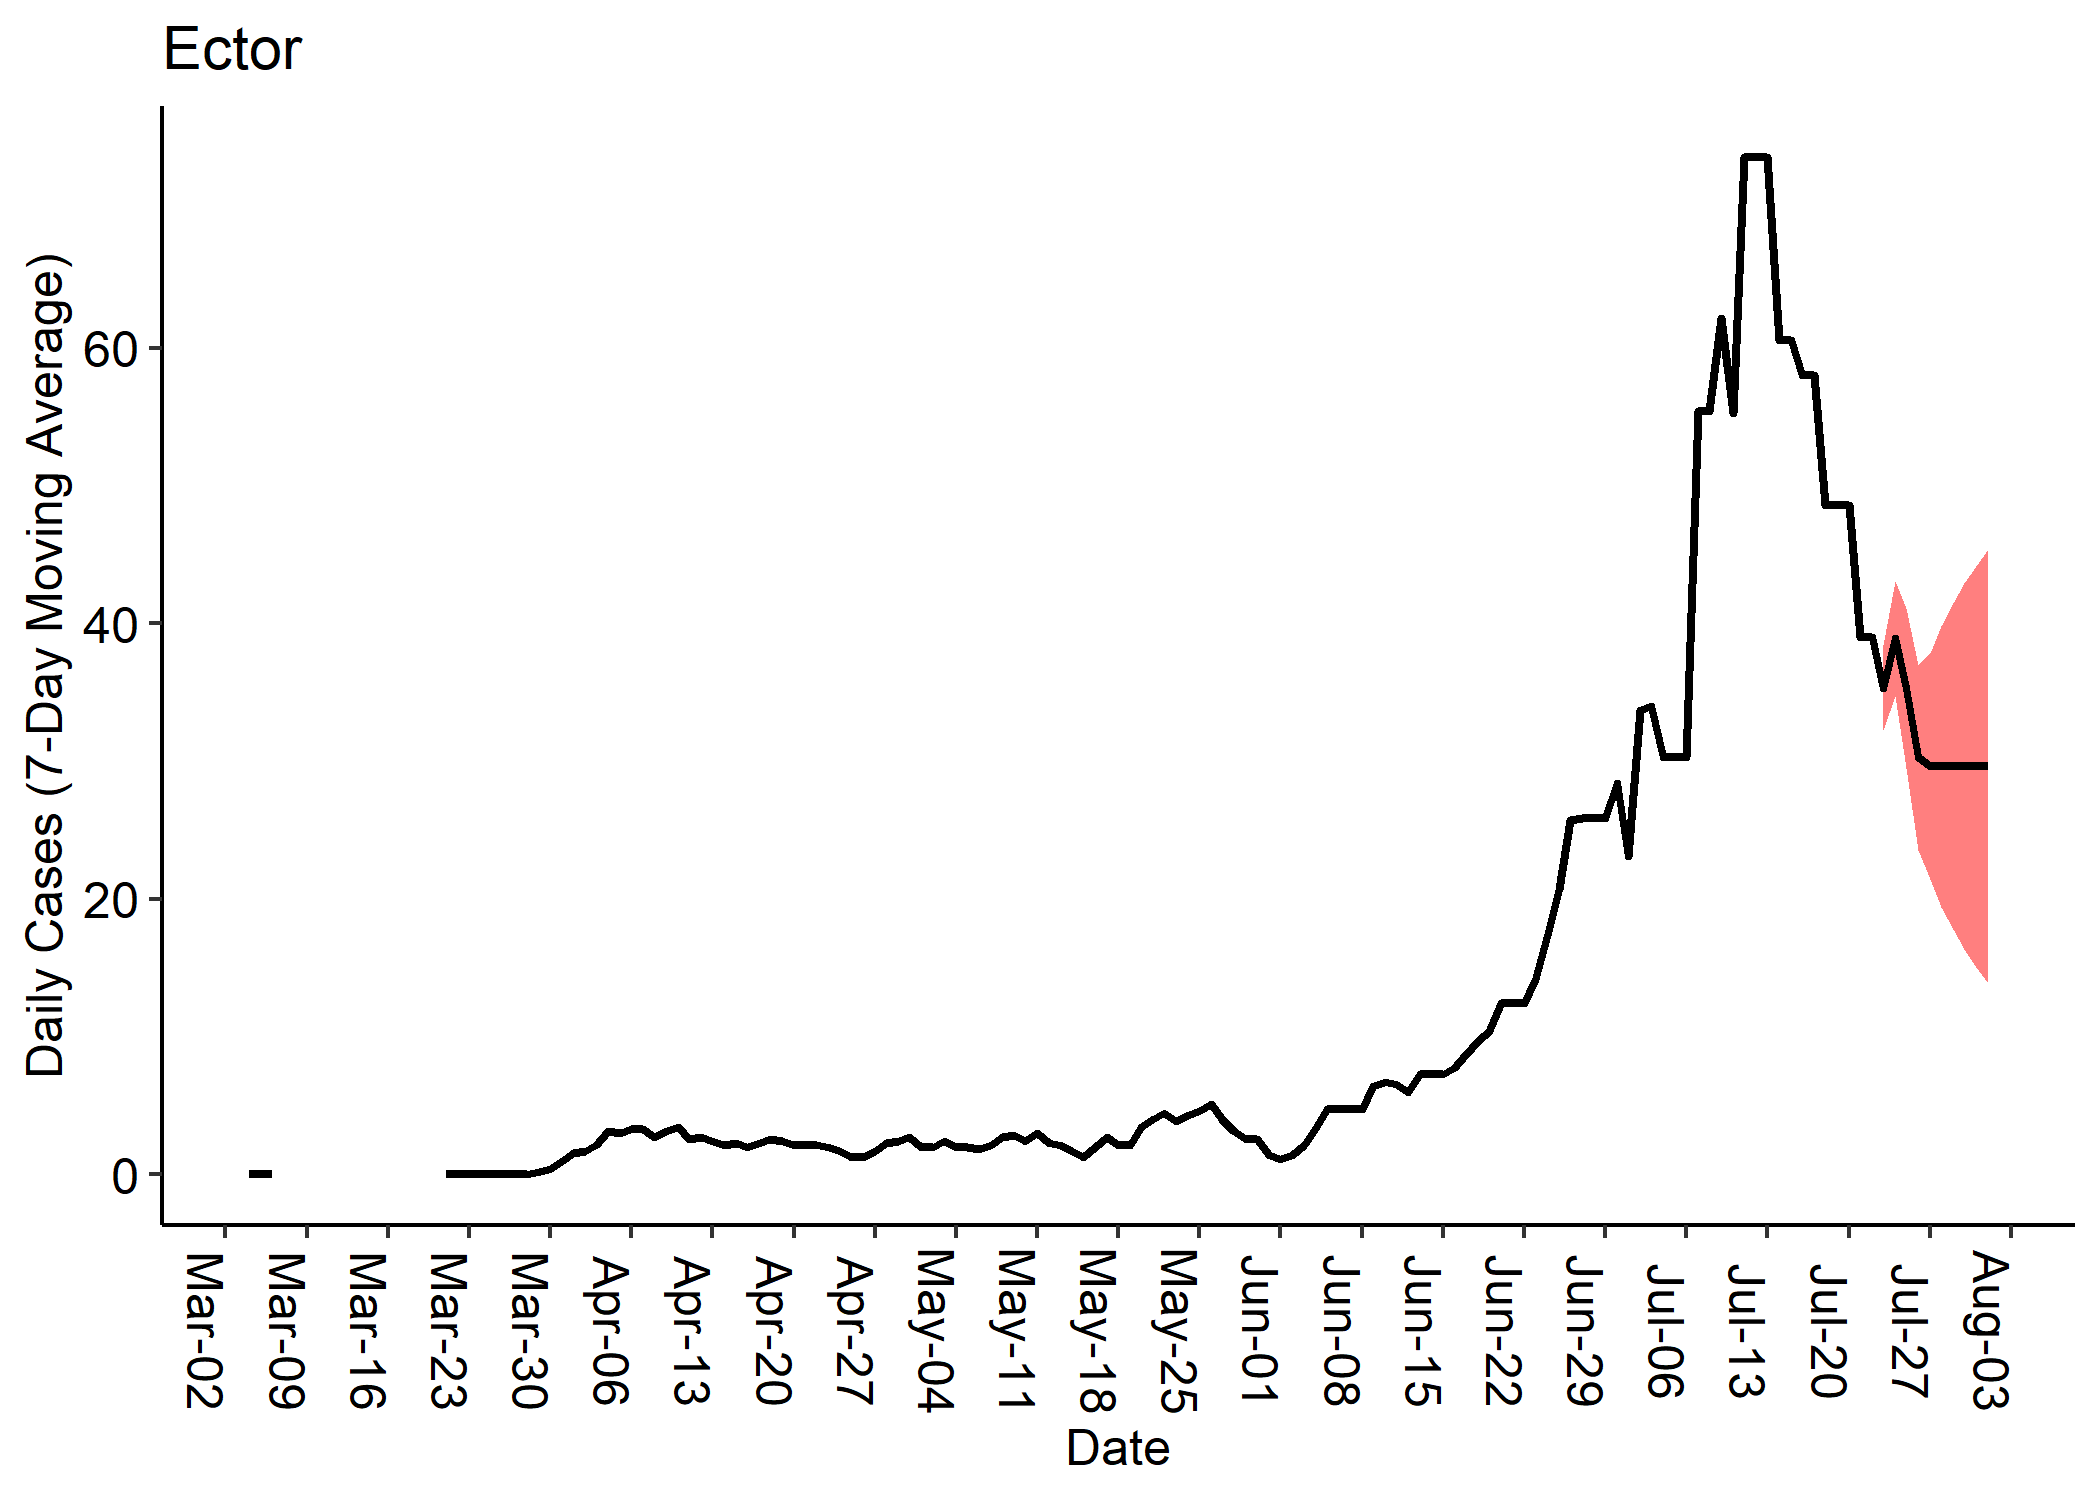 Ector
Daily Cases (7-Day Moving Average)
60
40
20
0
Mar-02
Mar-09
Mar-16
Mar-23
Mar-30
Apr-06
Apr-13
Apr-20
Apr-27
May-04
May-11
May-18
May-25
Jun-01
Jun-08
Jun-15
Jun-22
Jun-29
Jul-06
Jul-13
Jul-20
Jul-27
Aug-03
Date